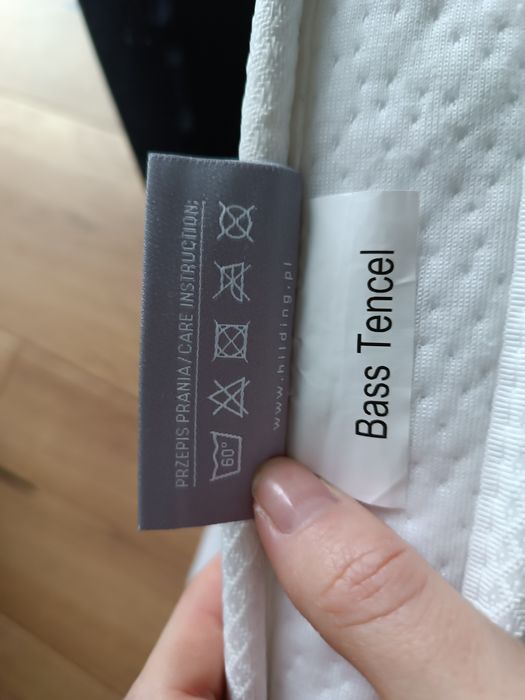 PRZEPIS PRANIA/CARE INSTRUCTION:
60°
www.hilding.pl
Bass Tencel